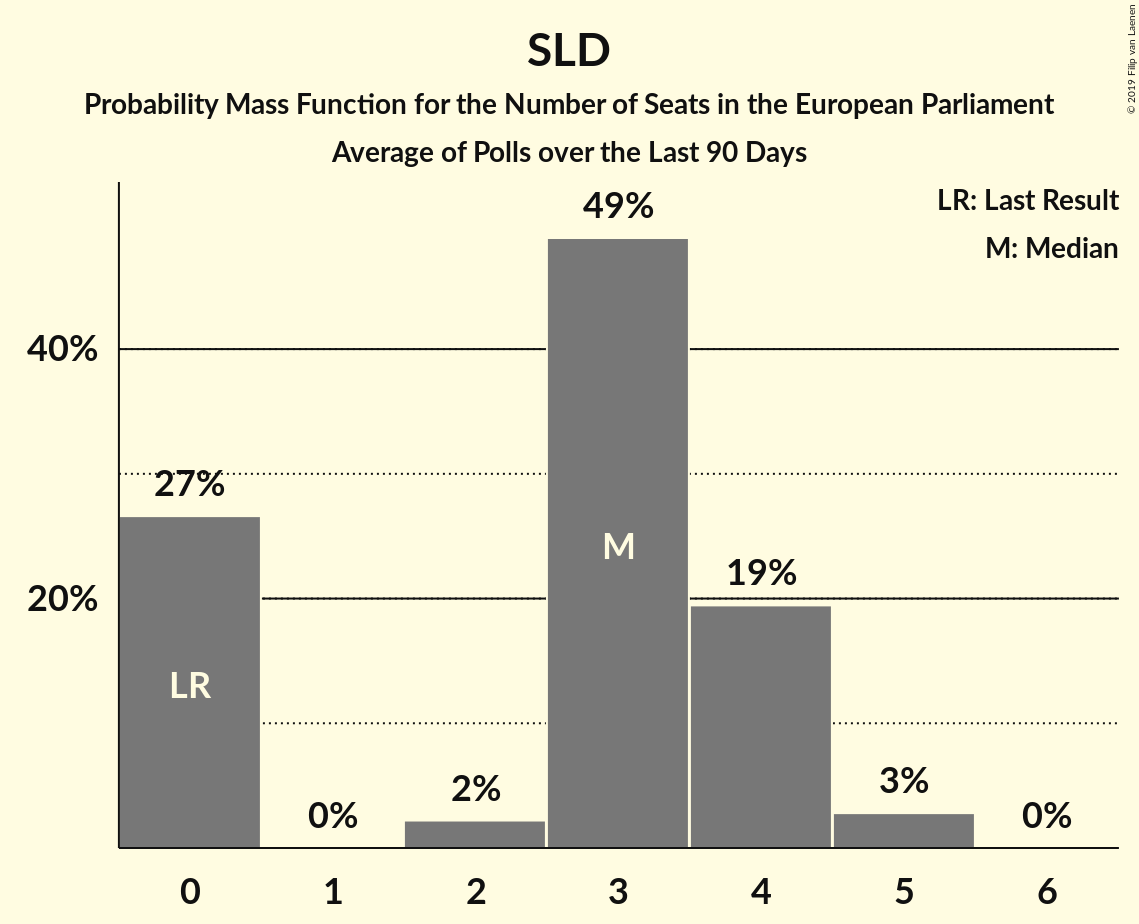 SLD
Probability Mass Function for the Number of Seats in the European Parliament
Average of Polls over the Last 90 Days
© 2019 Filip van Laenen
LR: Last Result
M: Median
49%
40%
27%
M
19%
20%
LR
2%
3%
0%
0%
0 1 2 3 4 5 6